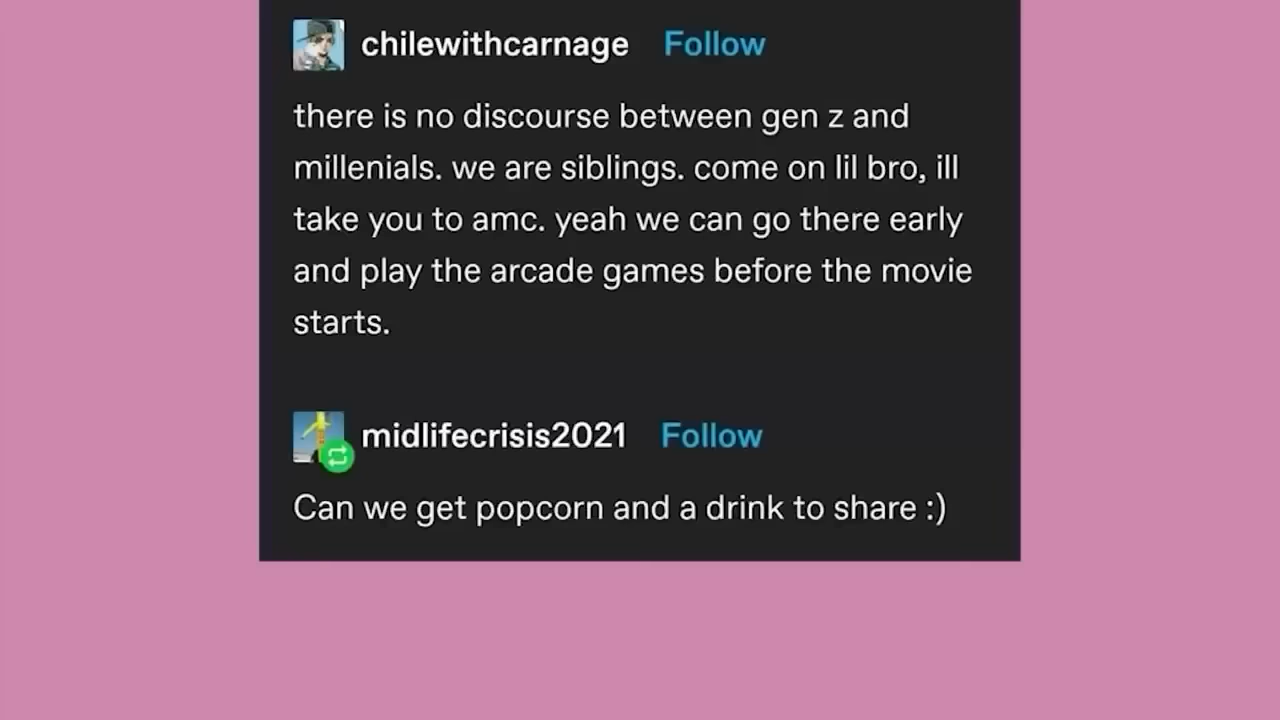 chilewithcarnage Follow
there is no discourse between gen z and
millenials. we are siblings. come on lil bro, ill
take you to amc. yeah we can go there early
and play the arcade games before the movie
starts.
midlifecrisis2021 Follow
Can we get popcorn and a drink to share :)